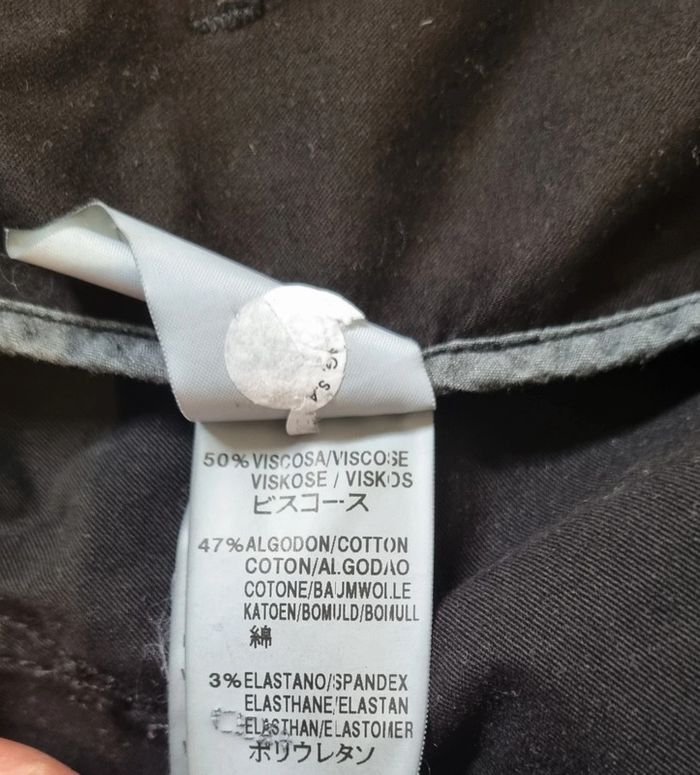 G. S.A
50% VISCOSA/VISCOSE
VISKOSE / VISKOS
ビスコース
47% ALGODON/COTTON
COTON/ALGODAO
COTONE/BAUMWOLLE
KATOEN/BOMULD/BOMULL
綿
3% ELASTANO/SPANDEX
ELASTHANE/ELASTAN
ELASTHAN/ELASTOMER
ポリウレタン